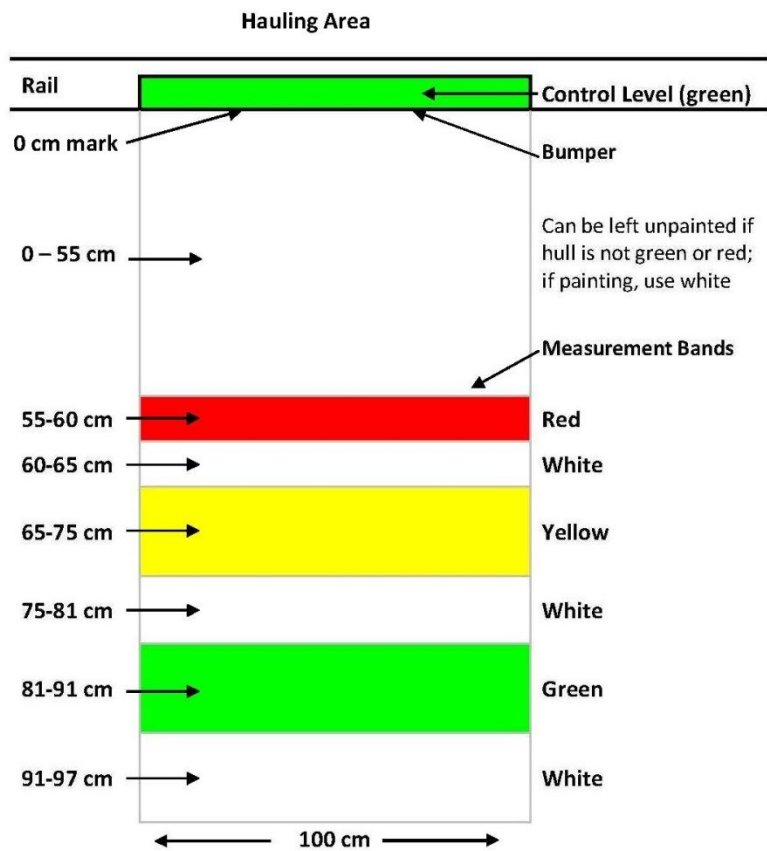 Hauling Area
Rail
Control Level (green)
0 cm mark
Bumper
0 – 55 cm
Can be left unpainted if
hull is not green or red;
if painting, use white
Measurement Bands
55-60 cm
Red
60-65 cm
White
65-75 cm
Yellow
75-81 cm
White
81-91 cm
Green
91-97 cm
White
100 cm